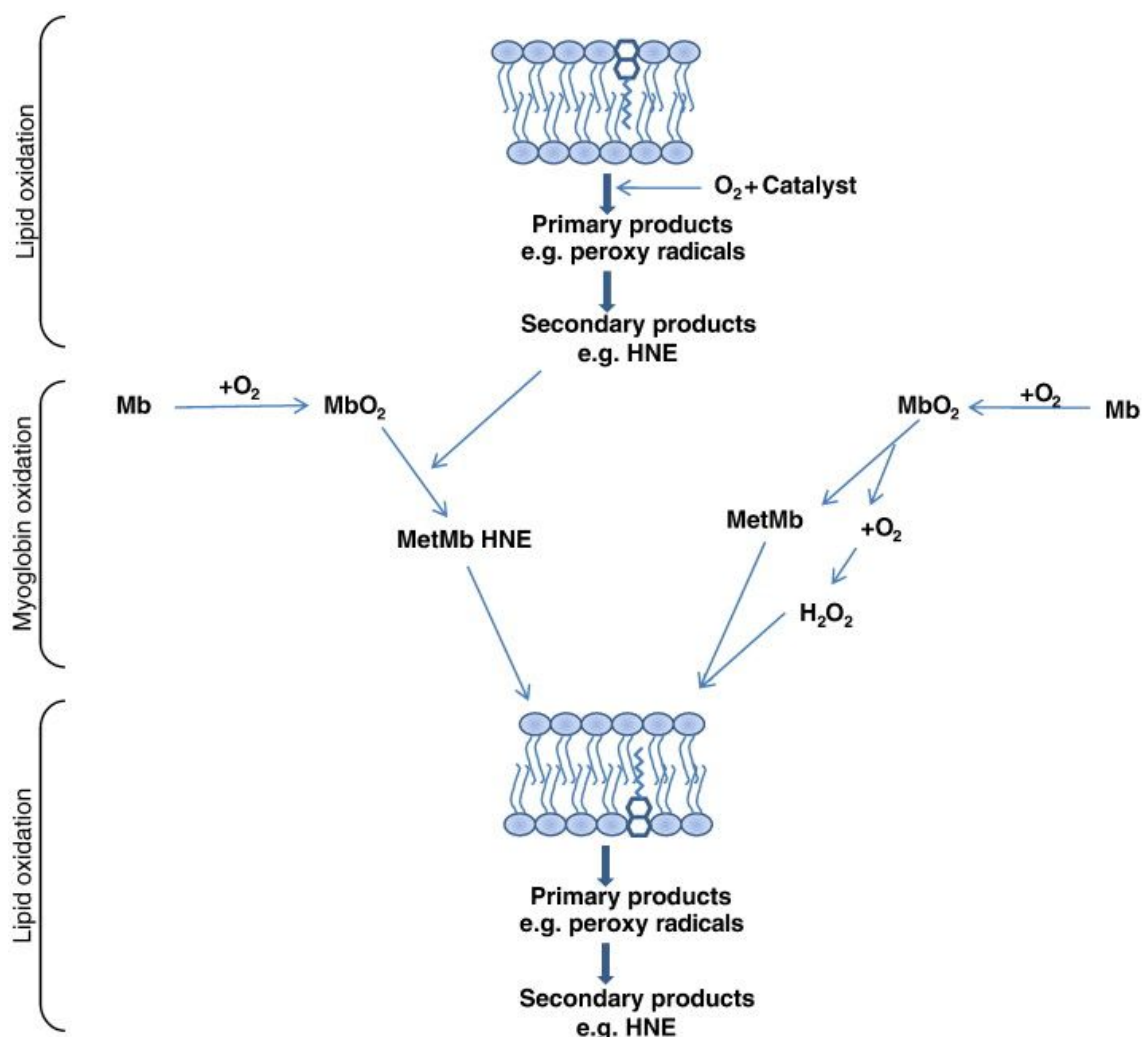 Lipid oxidation
O₂ + Catalyst
Primary products
e.g. peroxy radicals
Secondary products
e.g. HNE
Myoglobin oxidation
Mb
+O₂
MbO₂
MetMb HNE
MbO₂
+O₂
Mb
MetMb
+O₂
H₂O₂
Lipid oxidation
Primary products
e.g. peroxy radicals
Secondary products
e.g. HNE